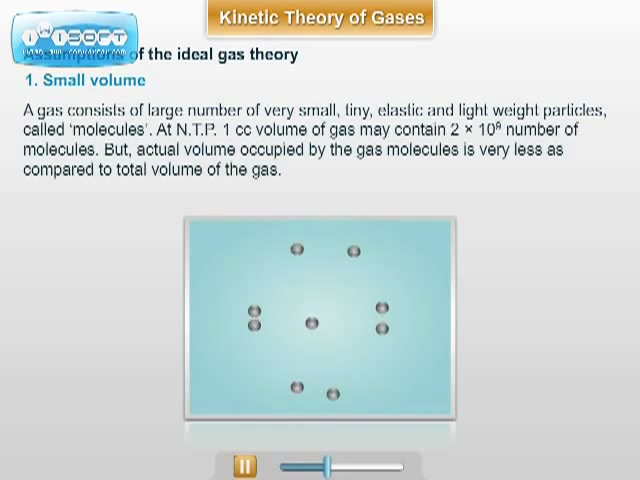 Kinetic Theory of Gases
iWisoft
Assumptions of the ideal gas theory
1. Small volume
A gas consists of large number of very small, tiny, elastic and light weight particles,
called ‘molecules’. At N.T.P. 1 cc volume of gas may contain 2 × 10⁹ number of
molecules. But, actual volume occupied by the gas molecules is very less as
compared to total volume of the gas.